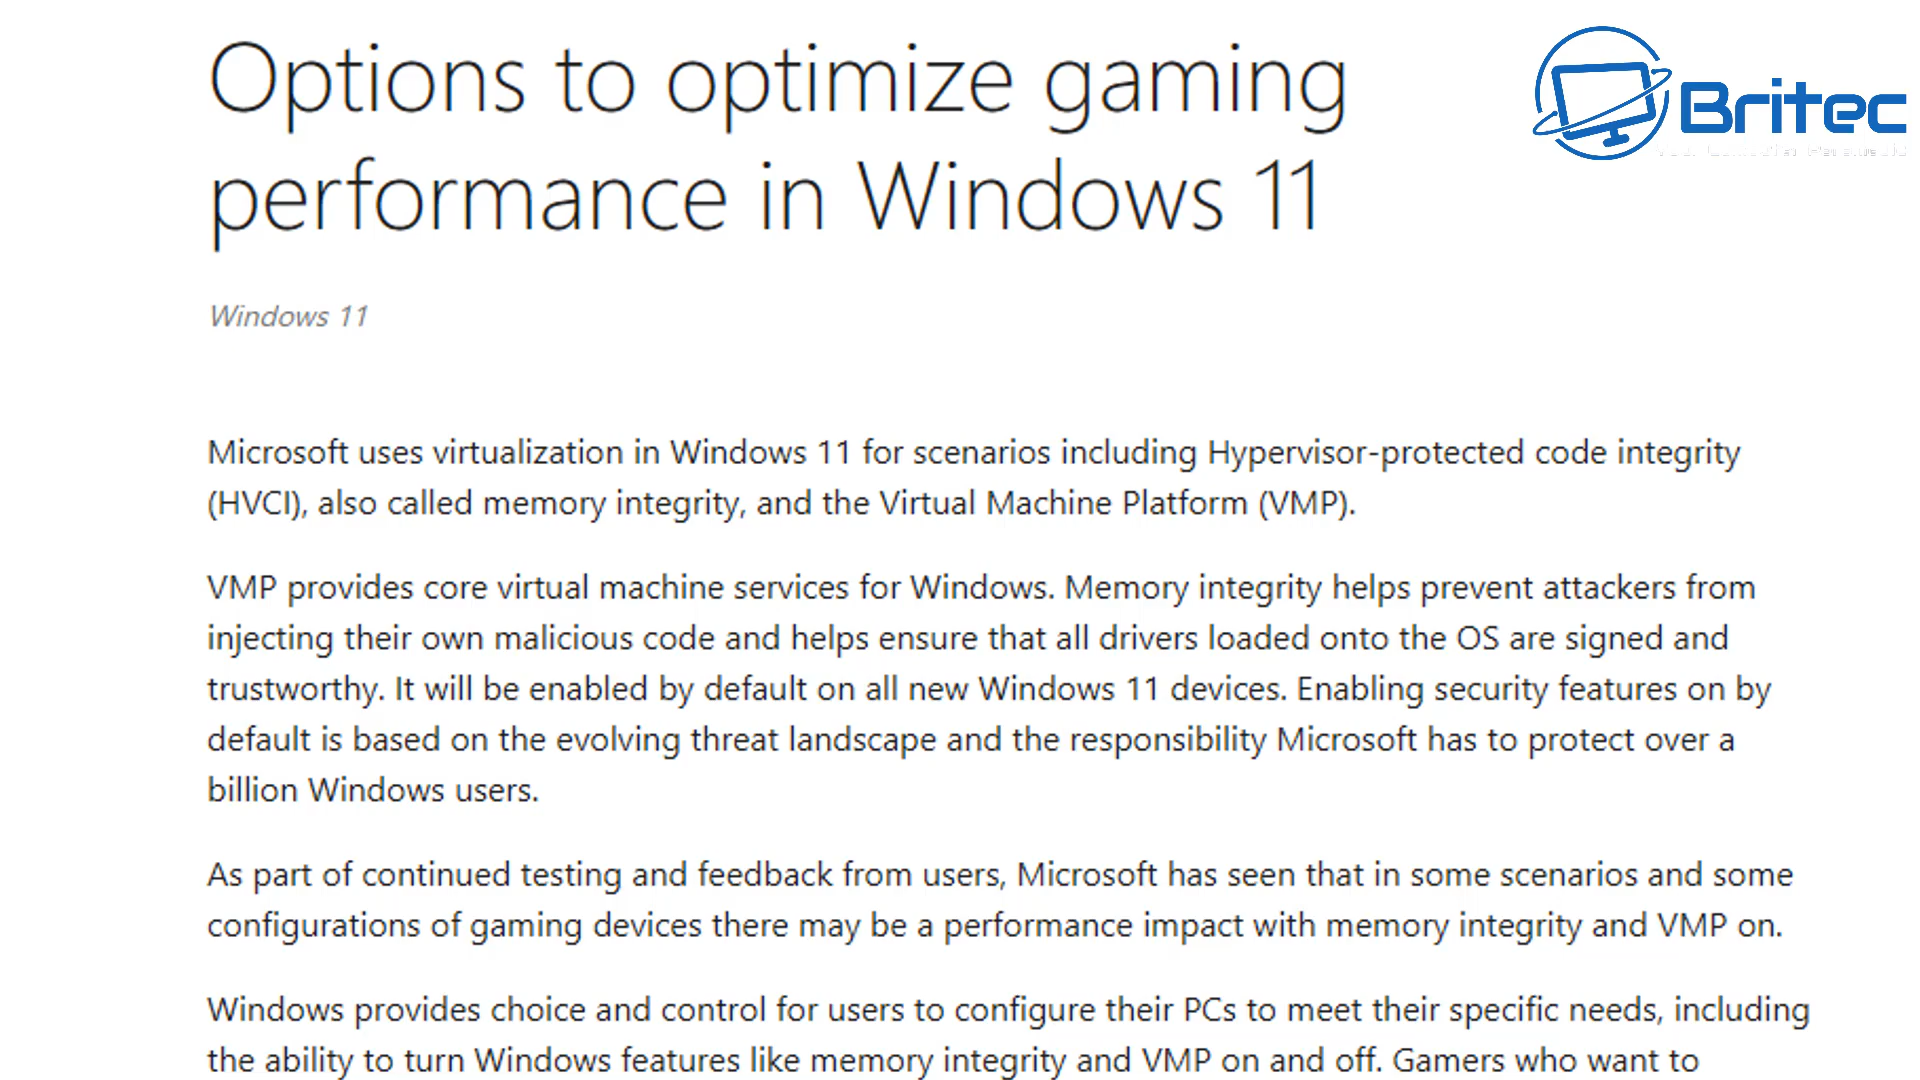 Options to optimize gaming
performance in Windows 11
Britec
Windows 11
Microsoft uses virtualization in Windows 11 for scenarios including Hypervisor-protected code integrity
(HVCI), also called memory integrity, and the Virtual Machine Platform (VMP).
VMP provides core virtual machine services for Windows. Memory integrity helps prevent attackers from
injecting their own malicious code and helps ensure that all drivers loaded onto the OS are signed and
trustworthy. It will be enabled by default on all new Windows 11 devices. Enabling security features on by
default is based on the evolving threat landscape and the responsibility Microsoft has to protect over a
billion Windows users.
As part of continued testing and feedback from users, Microsoft has seen that in some scenarios and some
configurations of gaming devices there may be a performance impact with memory integrity and VMP on.
Windows provides choice and control for users to configure their PCs to meet their specific needs, including
the ability to turn Windows features like memory integrity and VMP on and off. Gamers who want to